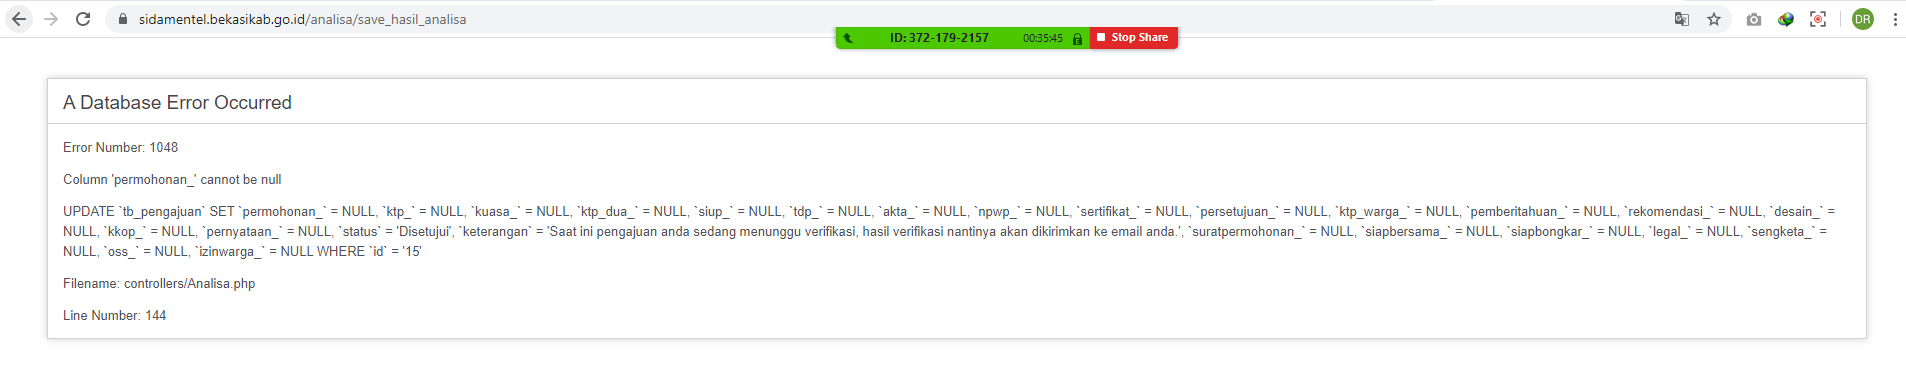 sidamentel.bekasikab.go.id/analisa/save_hasil_analisa
DR
ID: 372-179-2157 00:35:45 Stop Share
A Database Error Occurred
Error Number: 1048
Column 'permohonan_' cannot be null
UPDATE `tb_pengajuan` SET `permohonan_` = NULL, `ktp_` = NULL, `kuasa_` = NULL, `ktp_dua_` = NULL, `siup_` = NULL, `tdp_` = NULL, `akta_` = NULL, `npwp_` = NULL, `sertifikat_` = NULL, `persetujuan_` = NULL, `ktp_warga_` = NULL, `pemberitahuan_` = NULL, `rekomendasi_` = NULL, `desain_` =
NULL, `kkop_` = NULL, `pernyataan_` = NULL, `status` = 'Disetujui', `keterangan` = 'Saat ini pengajuan anda sedang menunggu verifikasi, hasil verifikasi nantinya akan dikirimkan ke email anda.', `suratpermohonan_` = NULL, `siapbersama_` = NULL, `siapbongkar_` = NULL, `legal_` = NULL, `sengketa_` =
NULL, `oss_` = NULL, `izinwarga_` = NULL WHERE `id` = '15'
Filename: controllers/Analisa.php
Line Number: 144